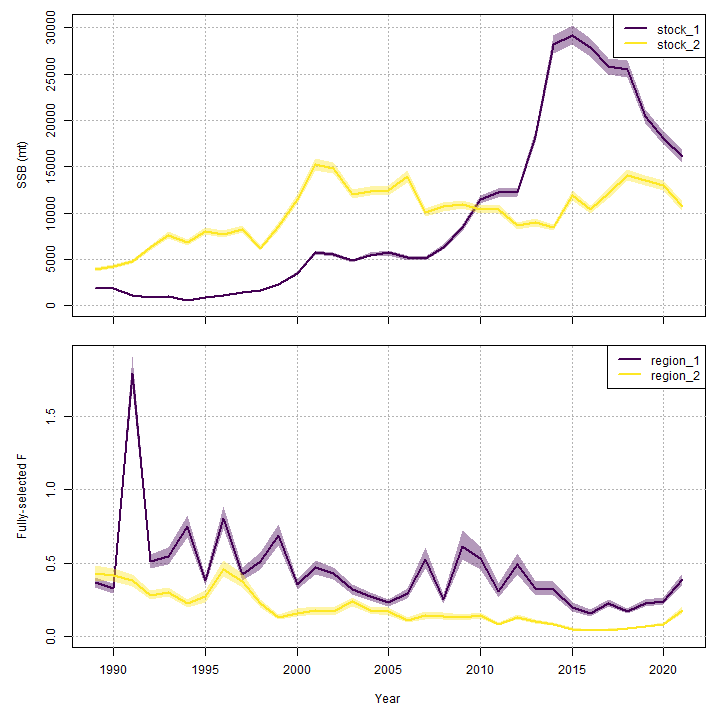 30000
25000
20000
15000
10000
5000
0
SSB (mt)
stock_1
stock_2
1.5
1.0
0.5
0.0
Fully-selected F
region_1
region_2
1990 1995 2000 2005 2010 2015 2020
Year